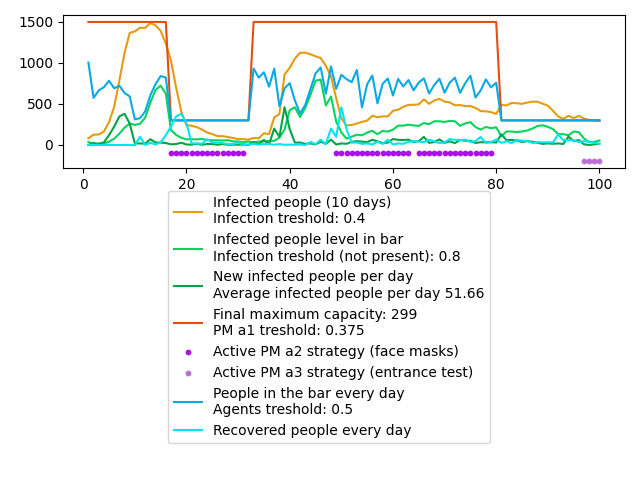 1500
1000
500
0
0
20
40
60
80
100
Infected people (10 days)
Infection treshold: 0.4
Infected people level in bar
Infection treshold (not present): 0.8
New infected people per day
Average infected people per day 51.66
Final maximum capacity: 299
PM a1 treshold: 0.375
Active PM a2 strategy (face masks)
Active PM a3 strategy (entrance test)
People in the bar every day
Agents treshold: 0.5
Recovered people every day